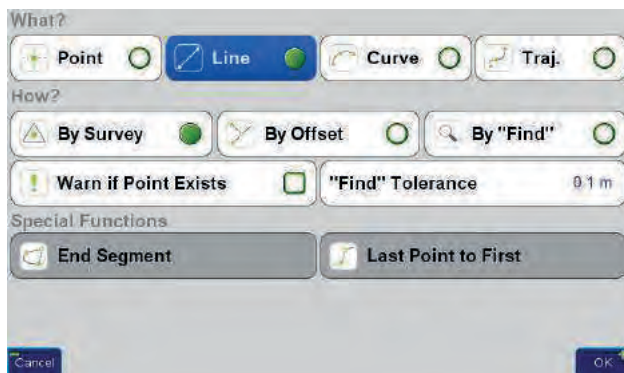 What?
Point Line Curve Traj.
How?
By Survey By Offset By "Find"
Warn if Point Exists "Find" Tolerance 0.1 m
Special Functions
End Segment Last Point to First
Cancel OK